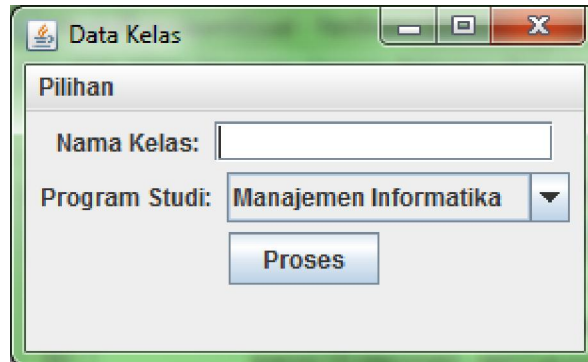 Data Kelas
Pilihan
Nama Kelas:
Program Studi: Manajemen Informatika
Proses